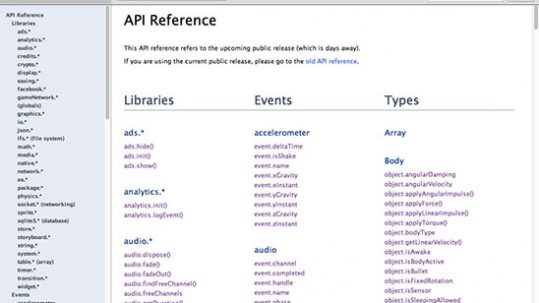 API Reference
Libraries
ads.*
analytics.*
audio.*
credits.*
crypto.*
display.*
easing.*
facebook.*
gameNetwork.*
(globals)
graphics.*
io.*
json.*
lfs.* (file system)
math.*
media.*
native.*
network.*
os.*
package.*
physics.*
socket.* (networking)
sprite.*
sqlite3.* (database)
store.*
storyboard.*
string.*
system.*
table.* (array)
timer.*
transition.*
widget.*
Events
accelerometer
API Reference
This API reference refers to the upcoming public release (which is days away).
If you are using the current public release, please go to the old API reference.
Libraries
ads.*
ads.hide()
ads.init()
ads.show()
analytics.*
analytics.init()
analytics.logEvent()
audio.*
audio.dispose()
audio.fade()
audio.fadeOut()
audio.findFreeChannel()
audio.freeChannels
audio.getDuration()
Events
accelerometer
event.deltaTime
event.isShake
event.name
event.xGravity
event.xInstant
event.yGravity
event.yInstant
event.zGravity
event.zInstant
audio
event.channel
event.completed
event.handle
event.name
event.phase
Types
Array
Body
object.angularDamping
object.angularVelocity
object:applyAngularImpulse()
object:applyForce()
object:applyLinearImpulse()
object:applyTorque()
object.bodyType
object:getLinearVelocity()
object.isAwake
object.isBodyActive
object.isBullet
object.isFixedRotation
object.isSensor
object.isSleepingAllowed